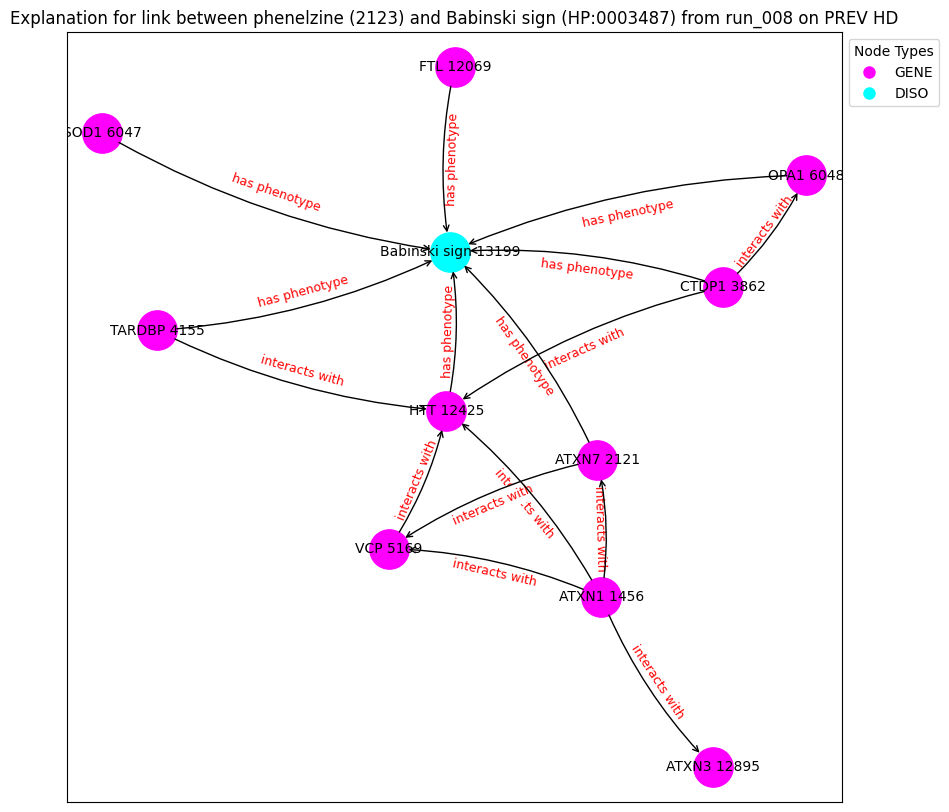 Explanation for link between phenelzine (2123) and Babinski sign (HP:0003487) from run_008 on PREV HD
Node Types
GENE
DISO
FTL 12069
SOD1 6047
has phenotype
OPA1 6048
has phenotype
has phenotype
interacts with
Babinski sign 13199
has phenotype
CTDP1 3862
has phenotype
TARDBP 4155
has phenotype
has phenotype
interacts with
interacts with
HTT 12425
ATXN7 2121
interacts with
interacts with
interacts with
interacts with
VCP 5169
interacts with
ATXN1 1456
interacts with
ATXN3 12895